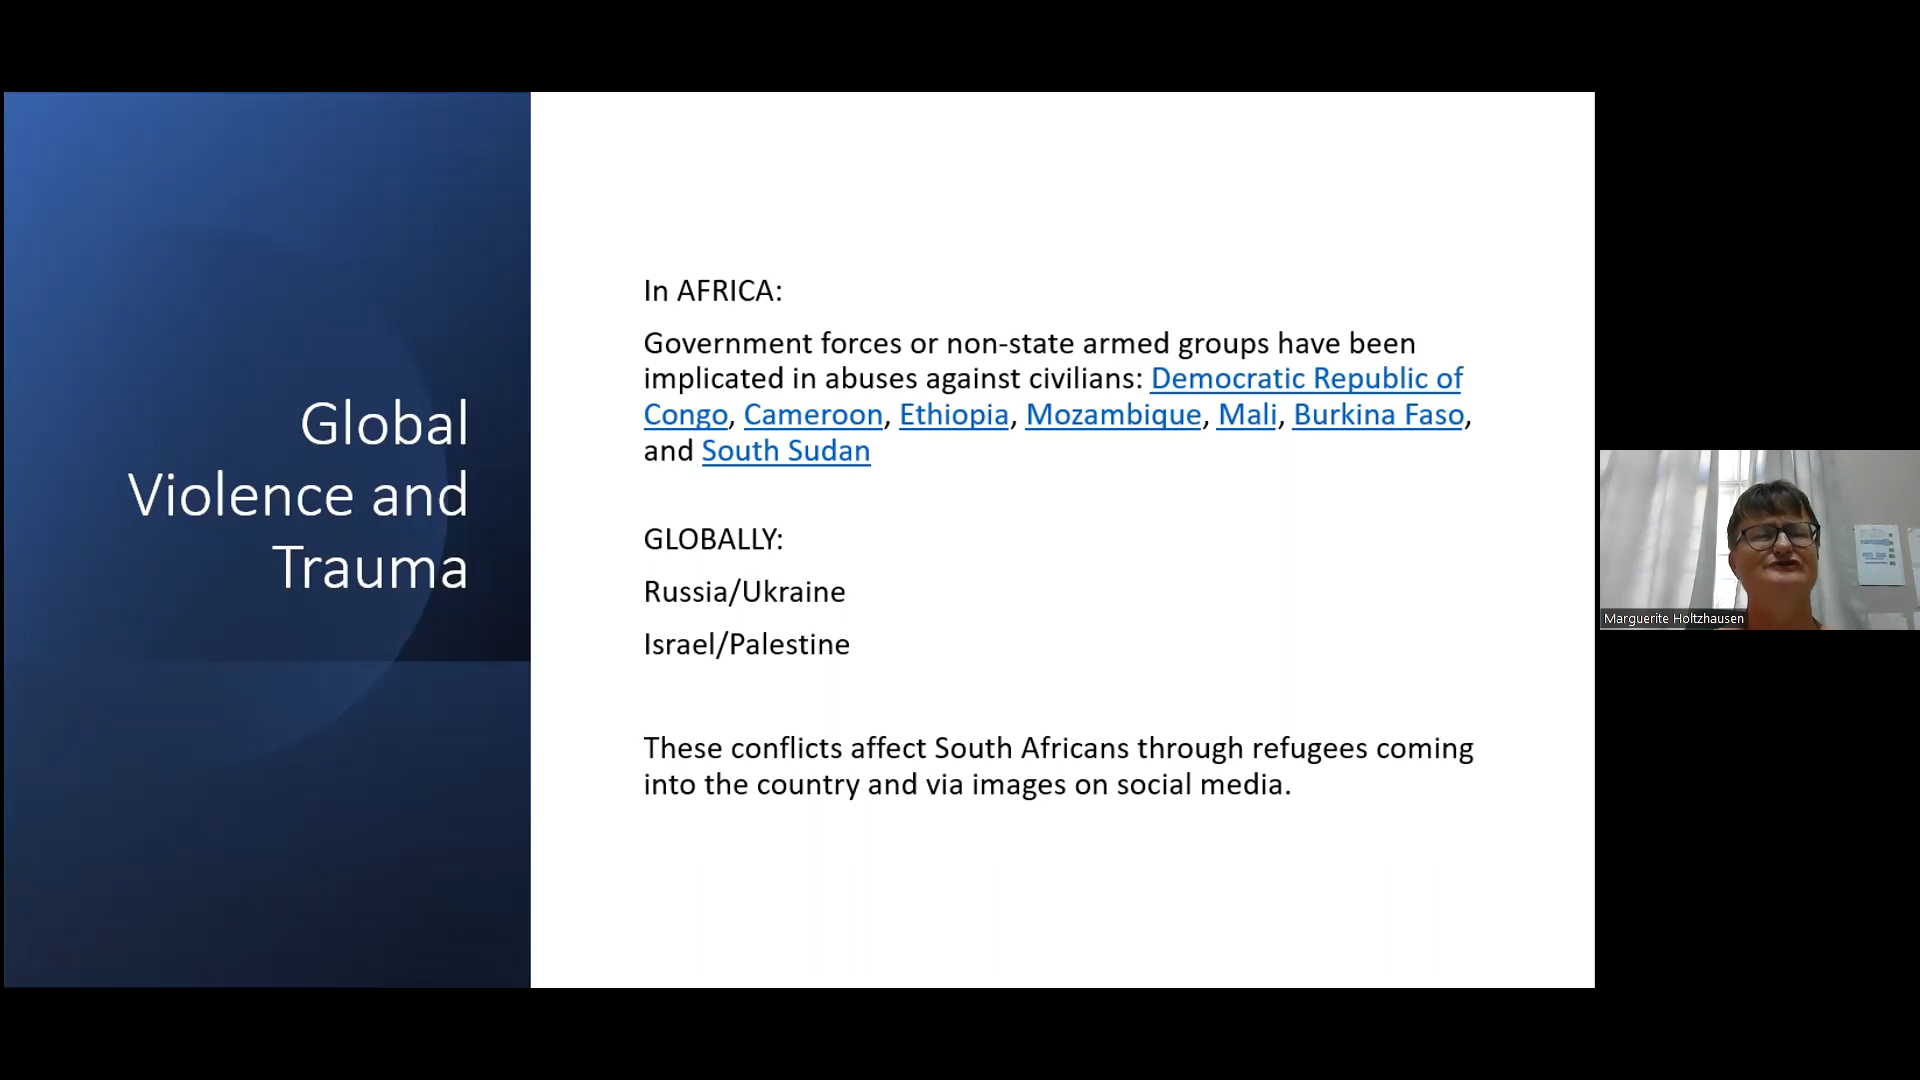 Global
Violence and
Trauma
In AFRICA:
Government forces or non-state armed groups have been
implicated in abuses against civilians: Democratic Republic of
Congo, Cameroon, Ethiopia, Mozambique, Mali, Burkina Faso,
and South Sudan
GLOBALLY:
Russia/Ukraine
Israel/Palestine
These conflicts affect South Africans through refugees coming
into the country and via images on social media.
Marguerite Holtzhausen